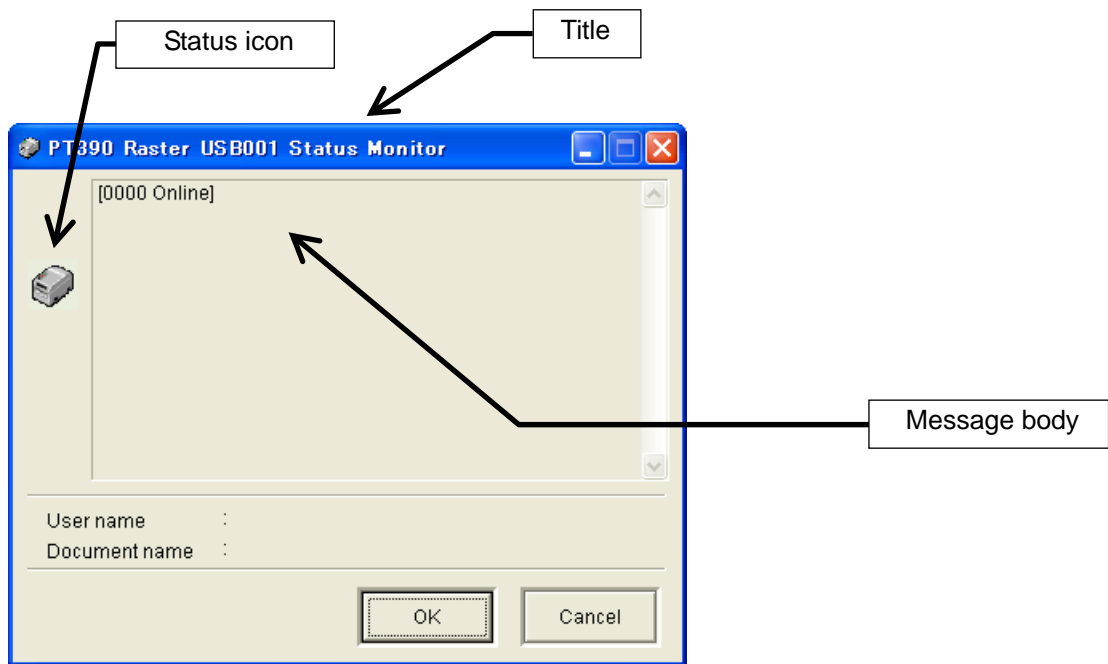 Status icon
Title
PT390 Raster USB001 Status Monitor
[0000 Online]
Message body
User name :
Document name :
OK
Cancel